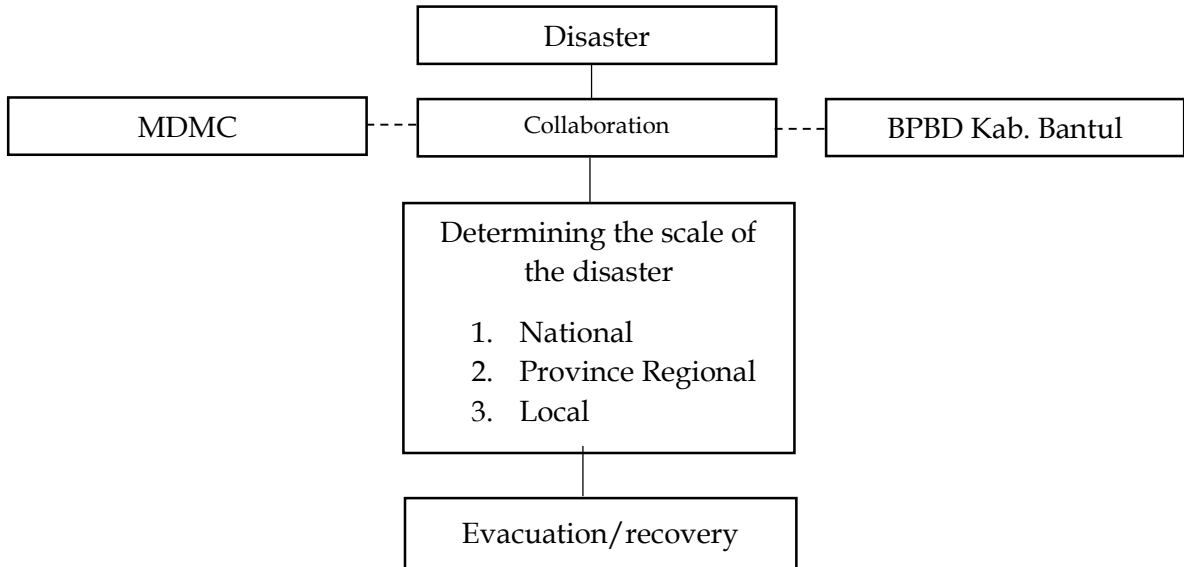 Disaster
MDMC
Collaboration
BPBD Kab. Bantul
Determining the scale of
the disaster
1. National
2. Province Regional
3. Local
Evacuation/recovery